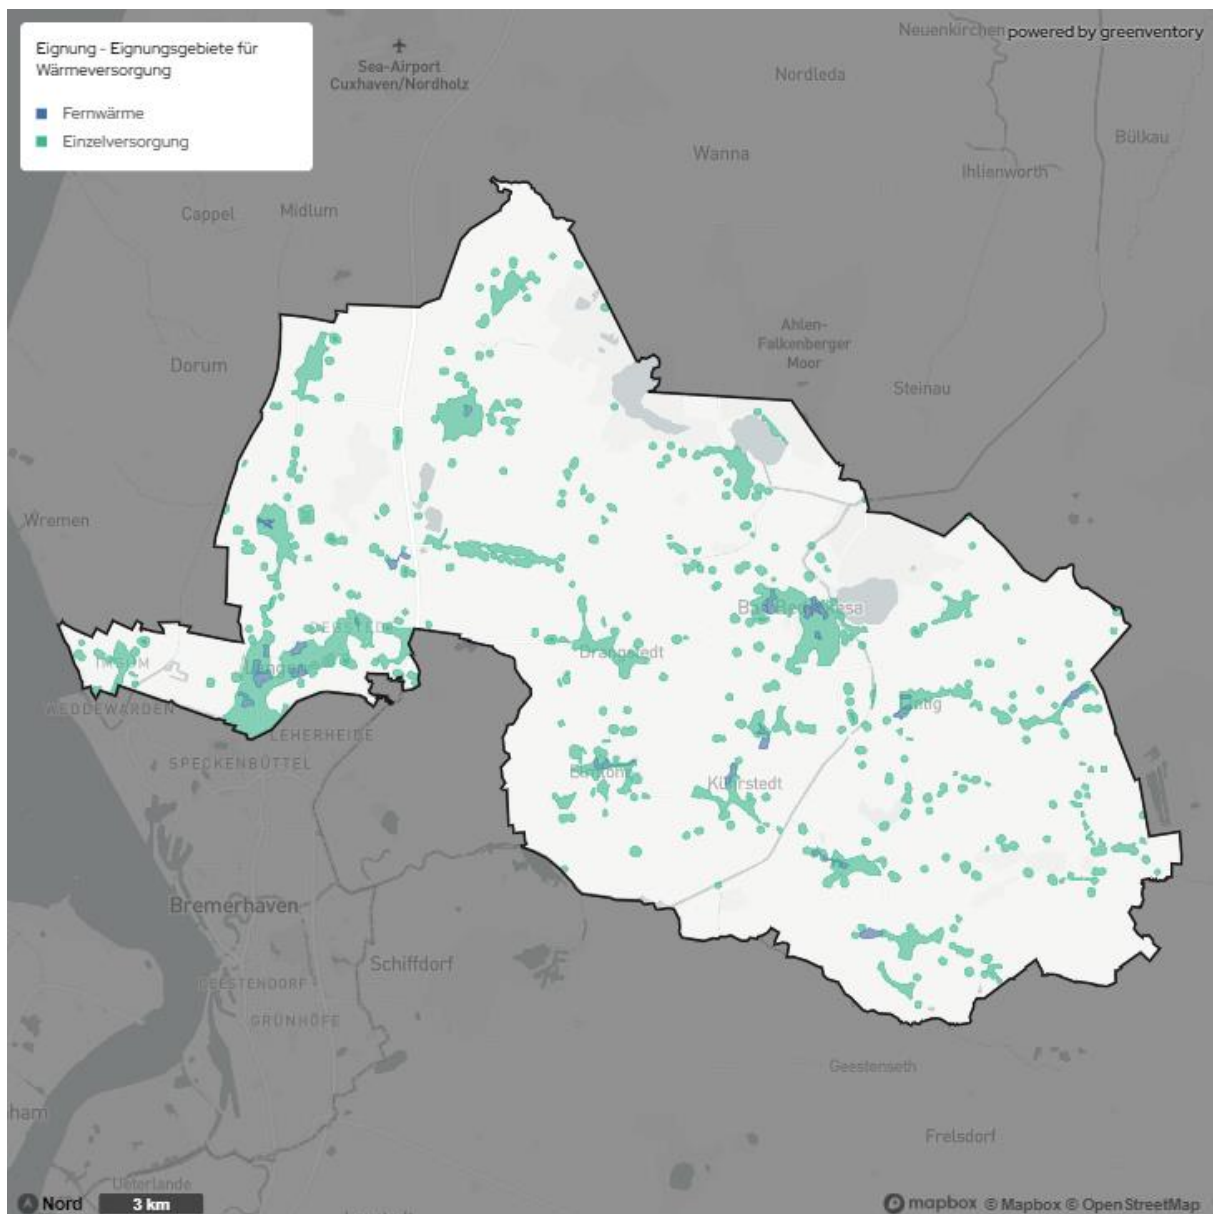 Eignung - Eignungsgebiete für
Wärmeversorgung
Fernwärme
Einzelversorgung
Neuenkirchen
powered by greenventory
Sea-Airport
Cuxhaven/Nordholz
Nordleda
Bülkau
Wanna
Ihlienworth
Cappel
Midlum
Ahlen-
Falkenberger
Moor
Dorum
Steinau
Wremen
Drangstedt
IMSUM
WEDDEWARDEN
LEHERHEIDE
SPECKENBÜTTEL
Kührstedt
Bremerhaven
Schiffdorf
GEESTENDORF
GRÜNHÖFE
Geestenseth
Frelsdorf
Ueterlande
Nord
3 km
mapbox © Mapbox © OpenStreetMap